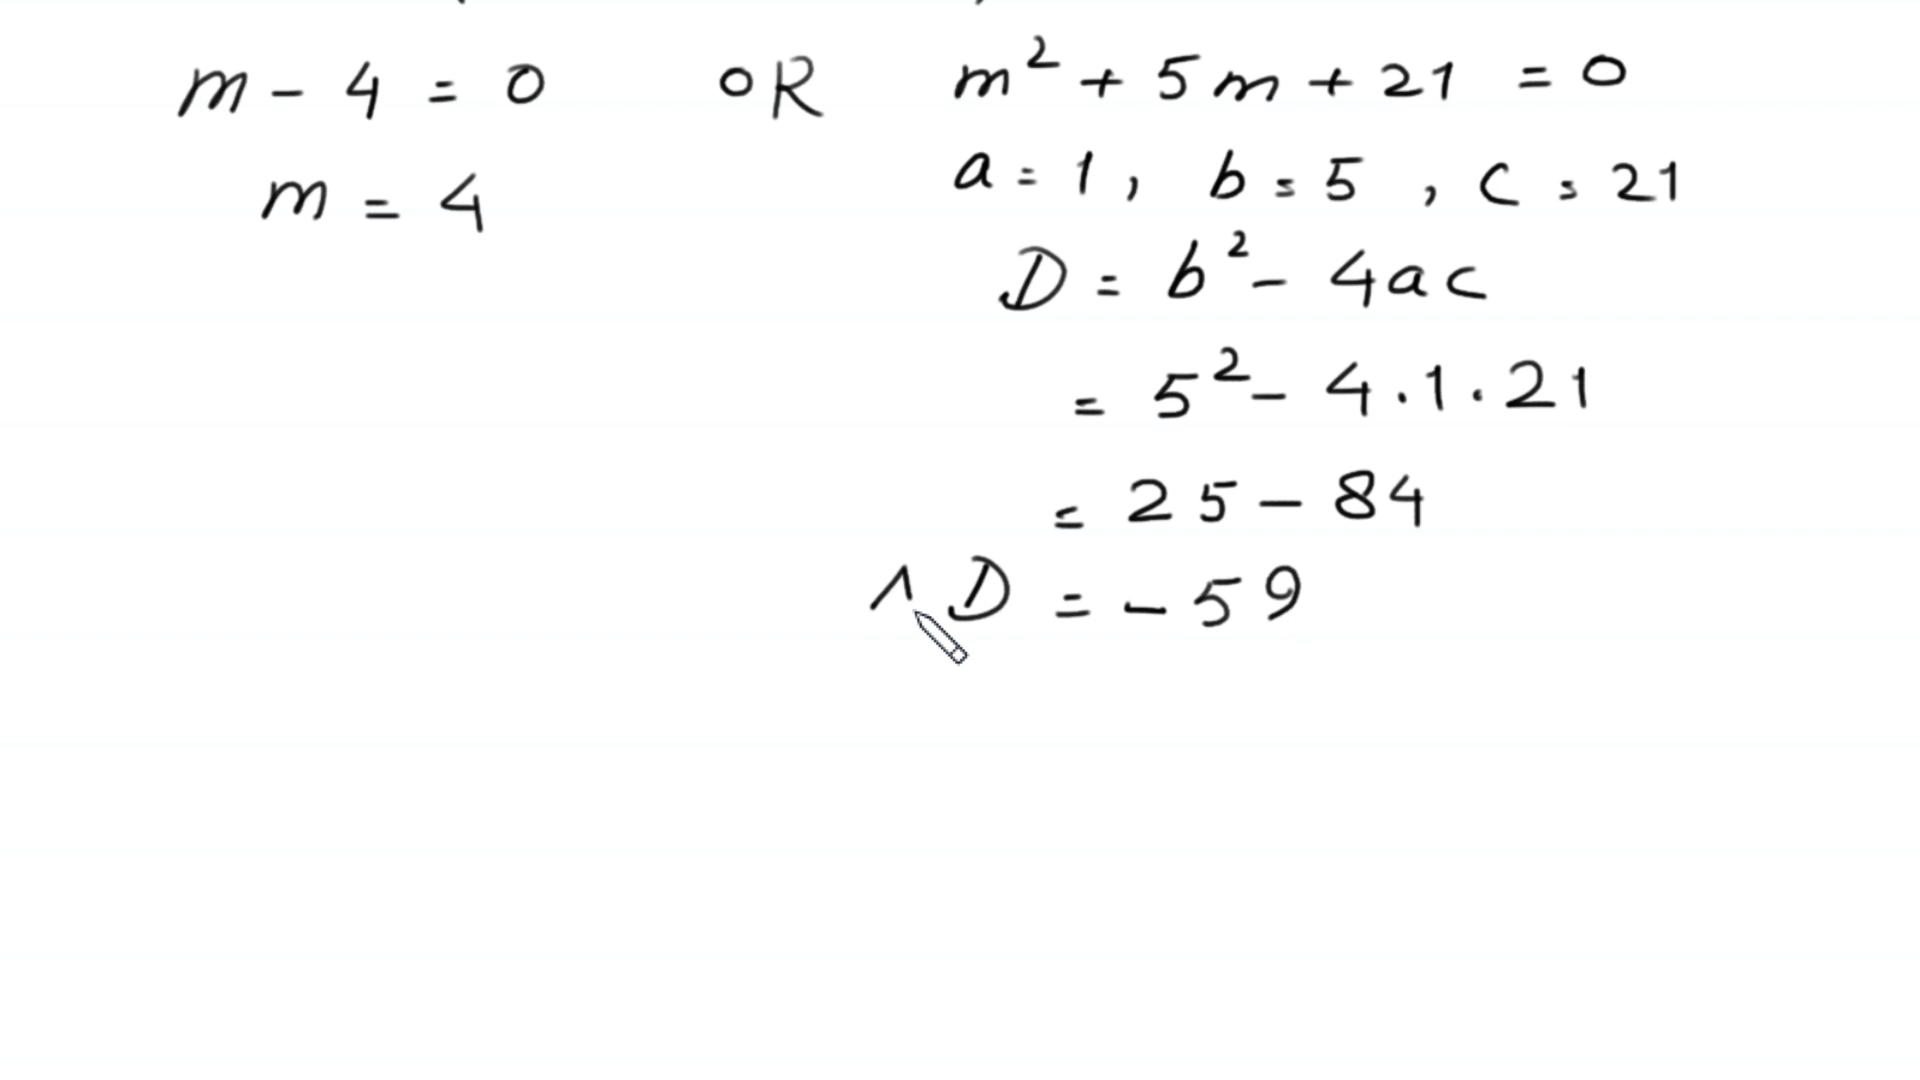 m - 4 = 0 OR m² + 5m + 21 = 0
m = 4 a = 1, b = 5, c = 21
D = b² - 4ac
= 5² - 4.1.21
= 25 - 84
D = - 59